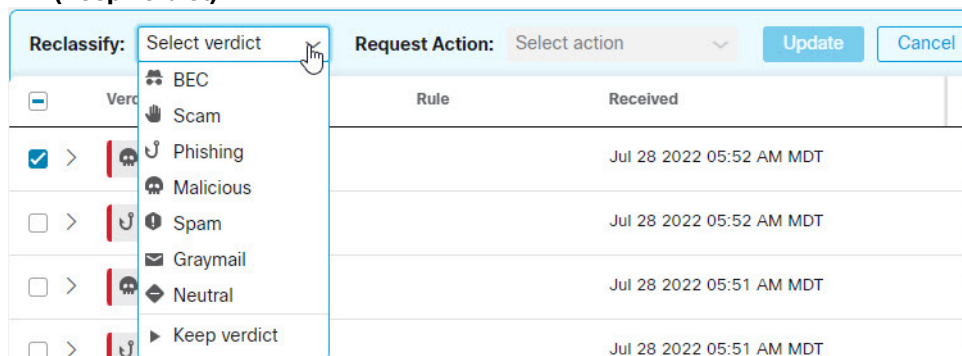 Reclassify: Select verdict Request Action: Select action Update Cancel
BEC
Verd Rule Received
Scam
Phishing Jul 28 2022 05:52 AM MDT
Malicious
Spam Jul 28 2022 05:52 AM MDT
Graymail
Neutral Jul 28 2022 05:51 AM MDT
Keep verdict
Jul 28 2022 05:51 AM MDT